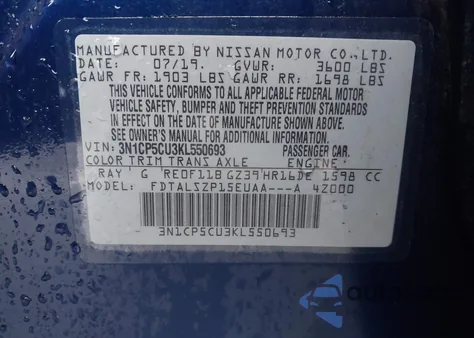 MANUFACTURED BY NISSAN MOTOR CO., LTD.
DATE: 07/19. GVWR: 3600 LBS
GAWR FR: 1903 LBS GAWR RR: 1698 LBS
THIS VEHICLE CONFORMS TO ALL APPLICABLE FEDERAL MOTOR
VEHICLE SAFETY, BUMPER AND THEFT PREVENTION STANDARDS
IN EFFECT ON THE DATE OF MANUFACTURE SHOWN ABOVE.
SEE OWNER'S MANUAL FOR ADDITIONAL INFORMATION.
VIN: 3N1CP5CU3KL550693 PASSENGER CAR.
COLOR TRIM TRANS AXLE ENGINE
RAY G RE0F11B GZ39 HR16DE 1598 CC
FDTALSZP15EUAA---A 4Z000
3N1CP5CU3KL550693